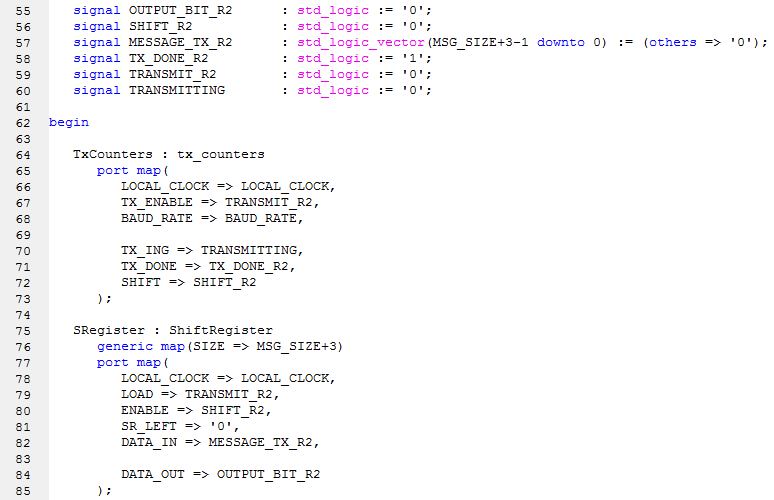 55 signal OUTPUT_BIT_R2 : std_logic := '0';
56 signal SHIFT_R2 : std_logic := '0';
57 signal MESSAGE_TX_R2 : std_logic_vector(MSG_SIZE+3-1 downto 0) := (others => '0');
58 signal TX_DONE_R2 : std_logic := '1';
59 signal TRANSMIT_R2 : std_logic := '0';
60 signal TRANSMITTING : std_logic := '0';
61
62 begin
63
64 TxCounters : tx_counters
65 port map(
66 LOCAL_CLOCK => LOCAL_CLOCK,
67 TX_ENABLE => TRANSMIT_R2,
68 BAUD_RATE => BAUD_RATE,
69
70 TX_ING => TRANSMITTING,
71 TX_DONE => TX_DONE_R2,
72 SHIFT => SHIFT_R2
73 );
74
75 SRegister : ShiftRegister
76 generic map(SIZE => MSG_SIZE+3)
77 port map(
78 LOCAL_CLOCK => LOCAL_CLOCK,
79 LOAD => TRANSMIT_R2,
80 ENABLE => SHIFT_R2,
81 SR_LEFT => '0',
82 DATA_IN => MESSAGE_TX_R2,
83
84 DATA_OUT => OUTPUT_BIT_R2
85 );